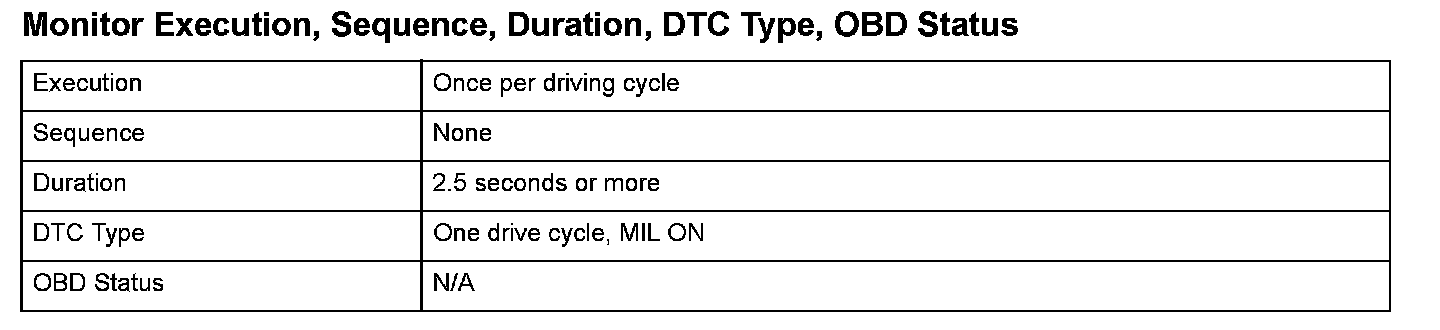 Monitor Execution, Sequence, Duration, DTC Type, OBD Status
Execution Once per driving cycle
Sequence None
Duration 2.5 seconds or more
DTC Type One drive cycle, MIL ON
OBD Status N/A